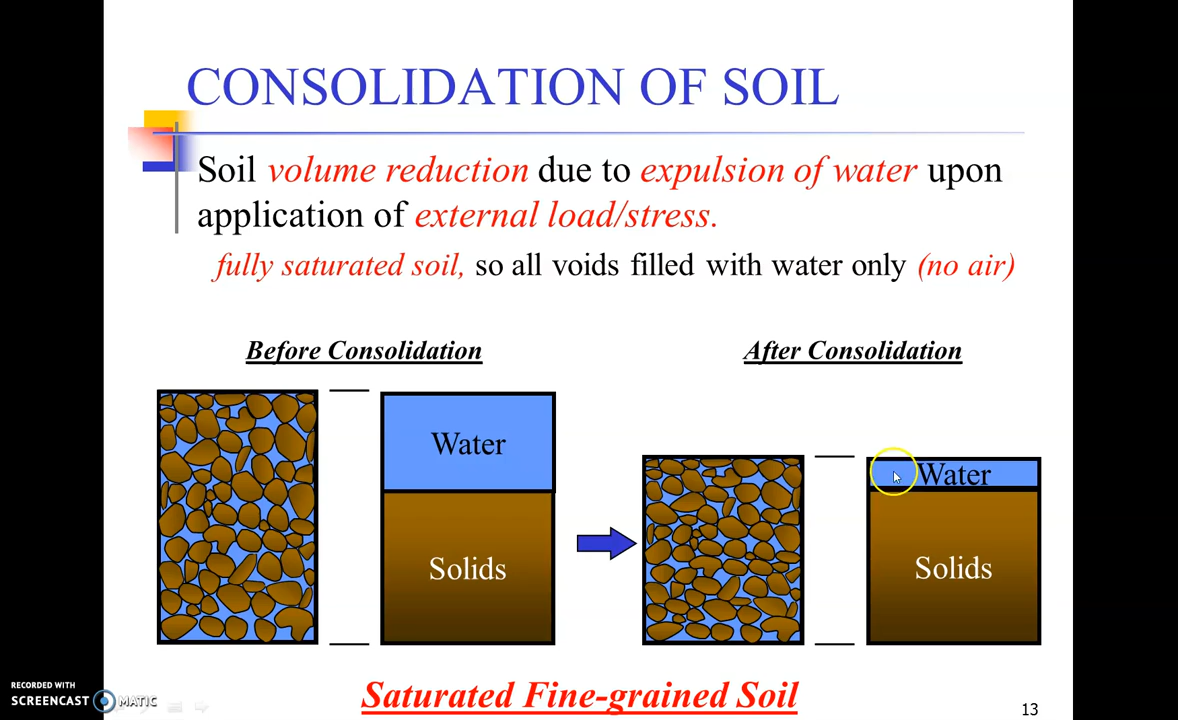 CONSOLIDATION OF SOIL
Soil volume reduction due to expulsion of water upon
application of external load/stress.
fully saturated soil, so all voids filled with water only (no air)
Before Consolidation
After Consolidation
Water
Water
Solids
Solids
Saturated Fine-grained Soil
13
RECORDED WITH
SCREENCAST MATIC